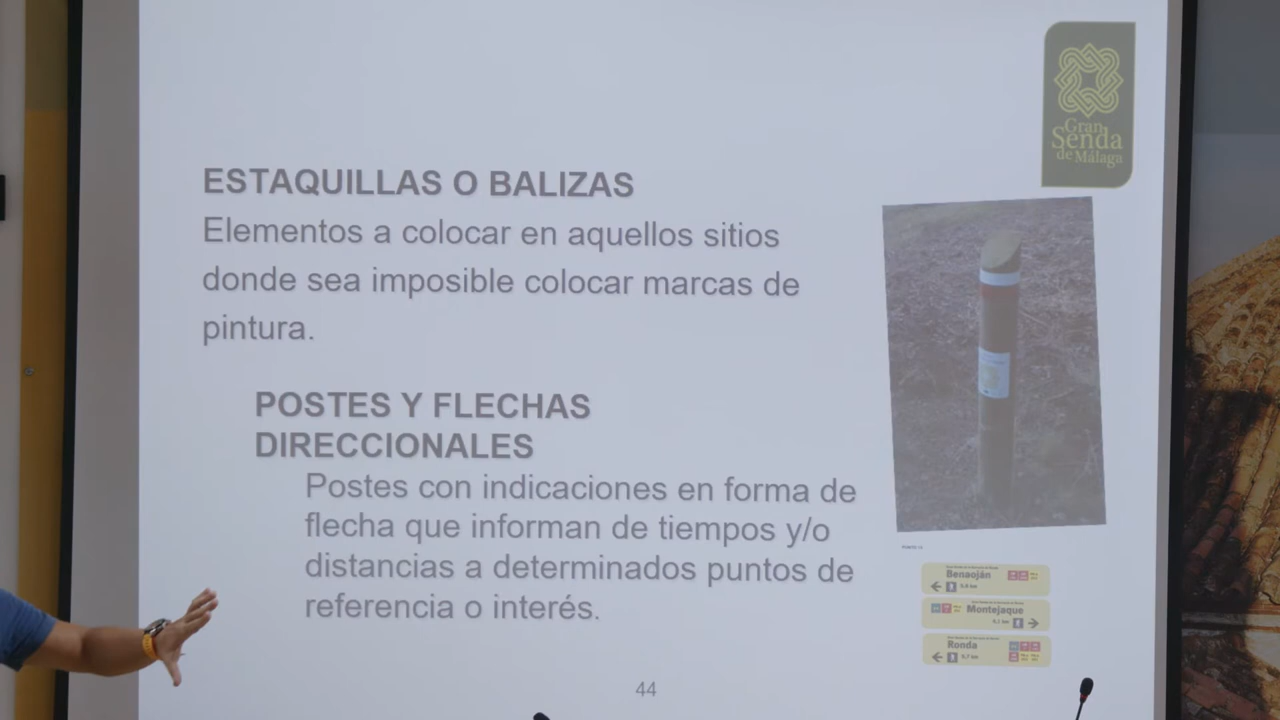 Gran
Senda
de Málaga
ESTAQUILLAS O BALIZAS
Elementos a colocar en aquellos sitios
donde sea imposible colocar marcas de
pintura.
POSTES Y FLECHAS
DIRECCIONALES
Postes con indicaciones en forma de
flecha que informan de tiempos y/o
distancias a determinados puntos de
referencia o interés.
Benaoján
Montejaque
Ronda
44